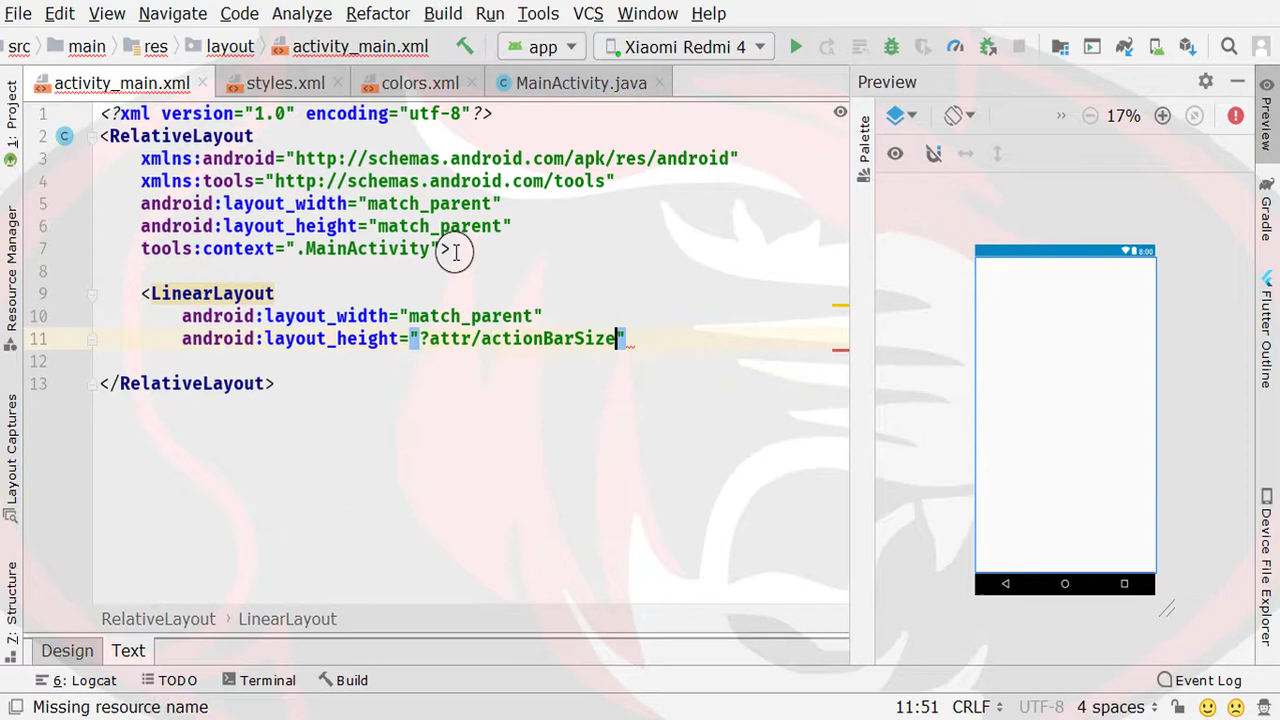 File Edit View Navigate Code Analyze Refactor Build Run Tools VCS Window Help
src main res layout activity_main.xml app Xiaomi Redmi 4
activity_main.xml styles.xml colors.xml MainActivity.java
Preview
1 <?xml version="1.0" encoding="utf-8"?>
2 <RelativeLayout
3 xmlns:android="http://schemas.android.com/apk/res/android"
4 xmlns:tools="http://schemas.android.com/tools"
5 android:layout_width="match_parent"
6 android:layout_height="match_parent"
7 tools:context=".MainActivity">
8
9 <LinearLayout
10 android:layout_width="match_parent"
11 android:layout_height="?attr/actionBarSize"
12
13 </RelativeLayout>
RelativeLayout › LinearLayout
Design Text
6: Logcat TODO Terminal Build
Event Log
Missing resource name
11:51 CRLF UTF-8 4 spaces
1: Project
Resource Manager
Layout Captures
Z: Structure
Palette
17%
8:00
Preview
Gradle
Flutter Outline
Device File Explorer